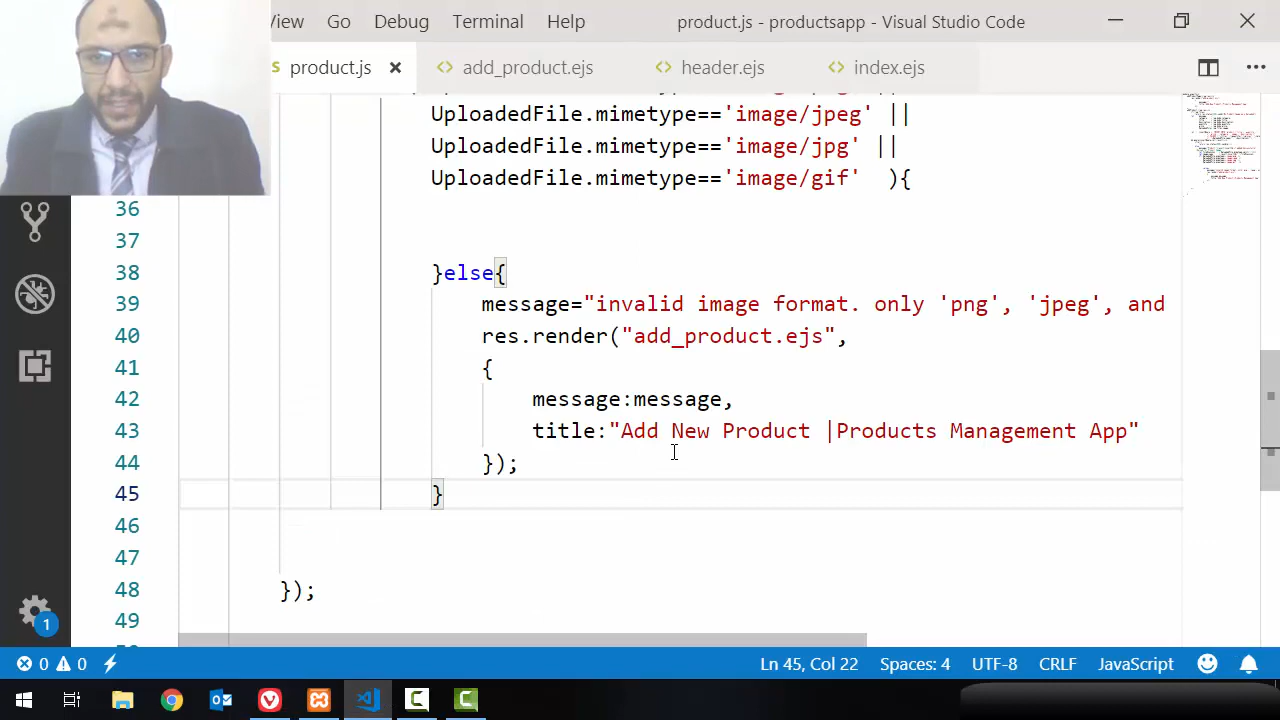 View Go Debug Terminal Help product.js - productsapp - Visual Studio Code
product.js add_product.ejs header.ejs index.ejs
UploadedFile.mimetype=='image/jpeg' ||
UploadedFile.mimetype=='image/jpg' ||
UploadedFile.mimetype=='image/gif' ){
36
37
38 }else{
39 message="invalid image format. only 'png', 'jpeg', and
40 res.render("add_product.ejs",
41 {
42 message:message,
43 title:"Add New Product |Products Management App"
44 });
45 }
46
47
48 });
49
0 0 Ln 45, Col 22 Spaces: 4 UTF-8 CRLF JavaScript
1